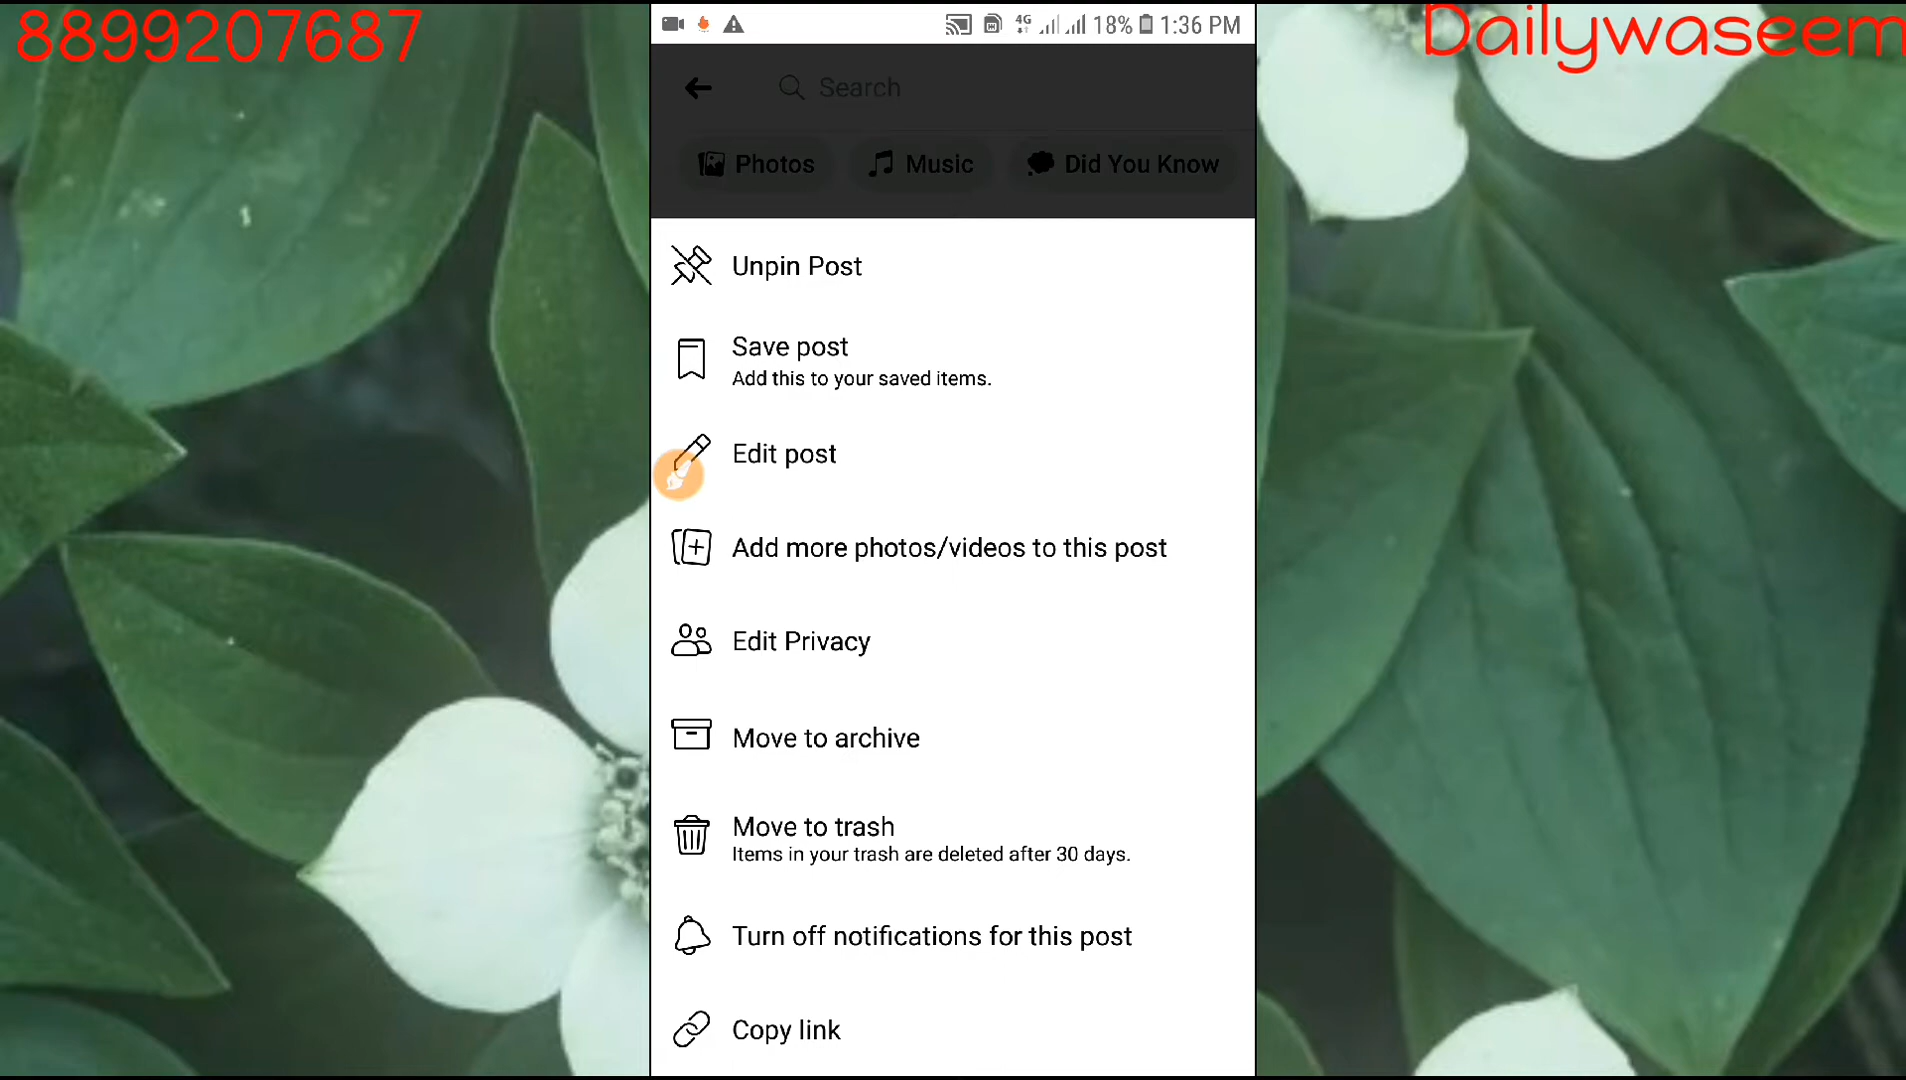 8899207687
Dailywaseem
4G 18% 1:36 PM
Search
Photos Music Did You Know
Unpin Post
Save post
Add this to your saved items.
Edit post
Add more photos/videos to this post
Edit Privacy
Move to archive
Move to trash
Items in your trash are deleted after 30 days.
Turn off notifications for this post
Copy link